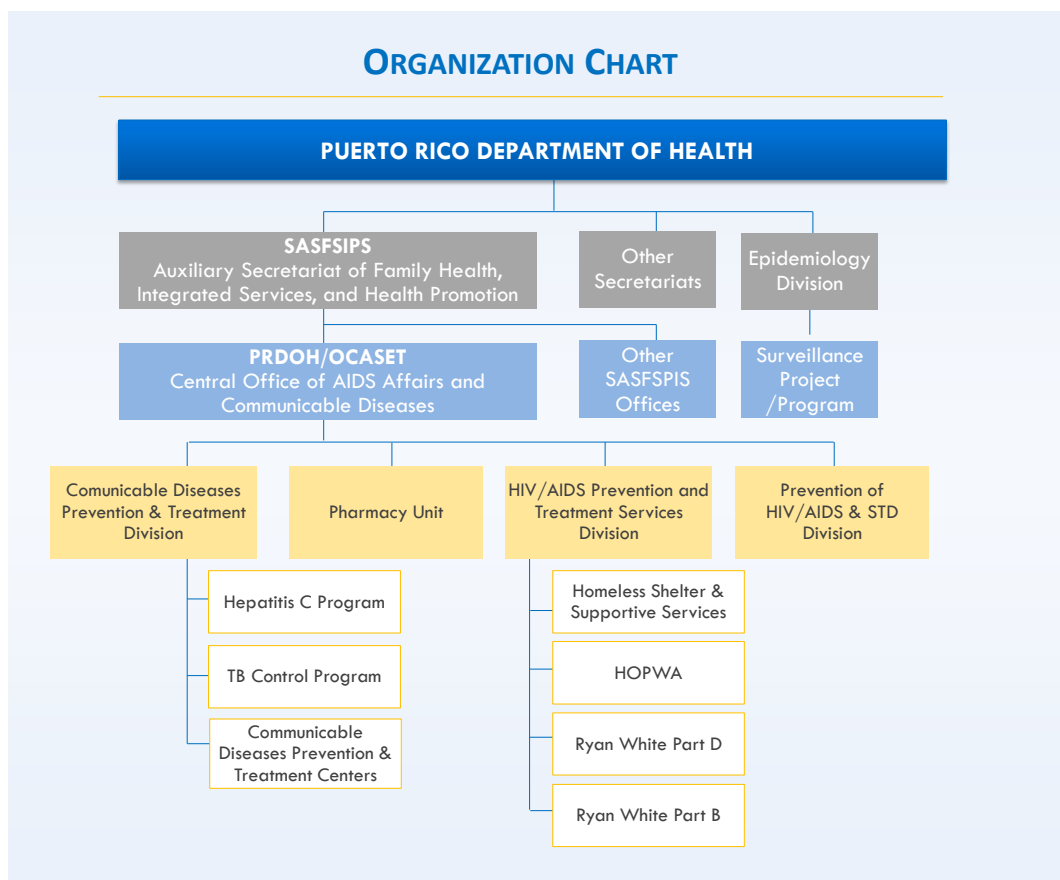 ORGANIZATION CHART
PUERTO RICO DEPARTMENT OF HEALTH
SASFSIPS
Auxiliary Secretariat of Family Health,
Integrated Services, and Health Promotion
Other
Secretariats
Epidemiology
Division
PRDOH/OCASET
Central Office of AIDS Affairs and
Communicable Diseases
Other
SASFSPIS
Offices
Surveillance
Project
/Program
Comunicable Diseases
Prevention & Treatment
Division
Pharmacy Unit
HIV/AIDS Prevention and
Treatment Services
Division
Prevention of
HIV/AIDS & STD
Division
Hepatitis C Program
TB Control Program
Communicable
Diseases Prevention &
Treatment Centers
Homeless Shelter &
Supportive Services
HOPWA
Ryan White Part D
Ryan White Part B